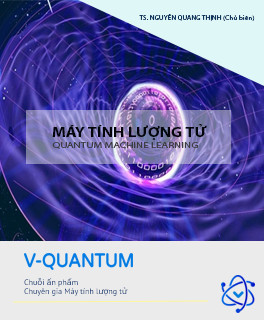 TS. NGUYỄN QUANG THỊNH (Chủ biên)
MÁY TÍNH LƯỢNG TỬ
QUANTUM MACHINE LEARNING
V-QUANTUM
Chuỗi ấn phẩm
Chuyên gia Máy tính lượng tử